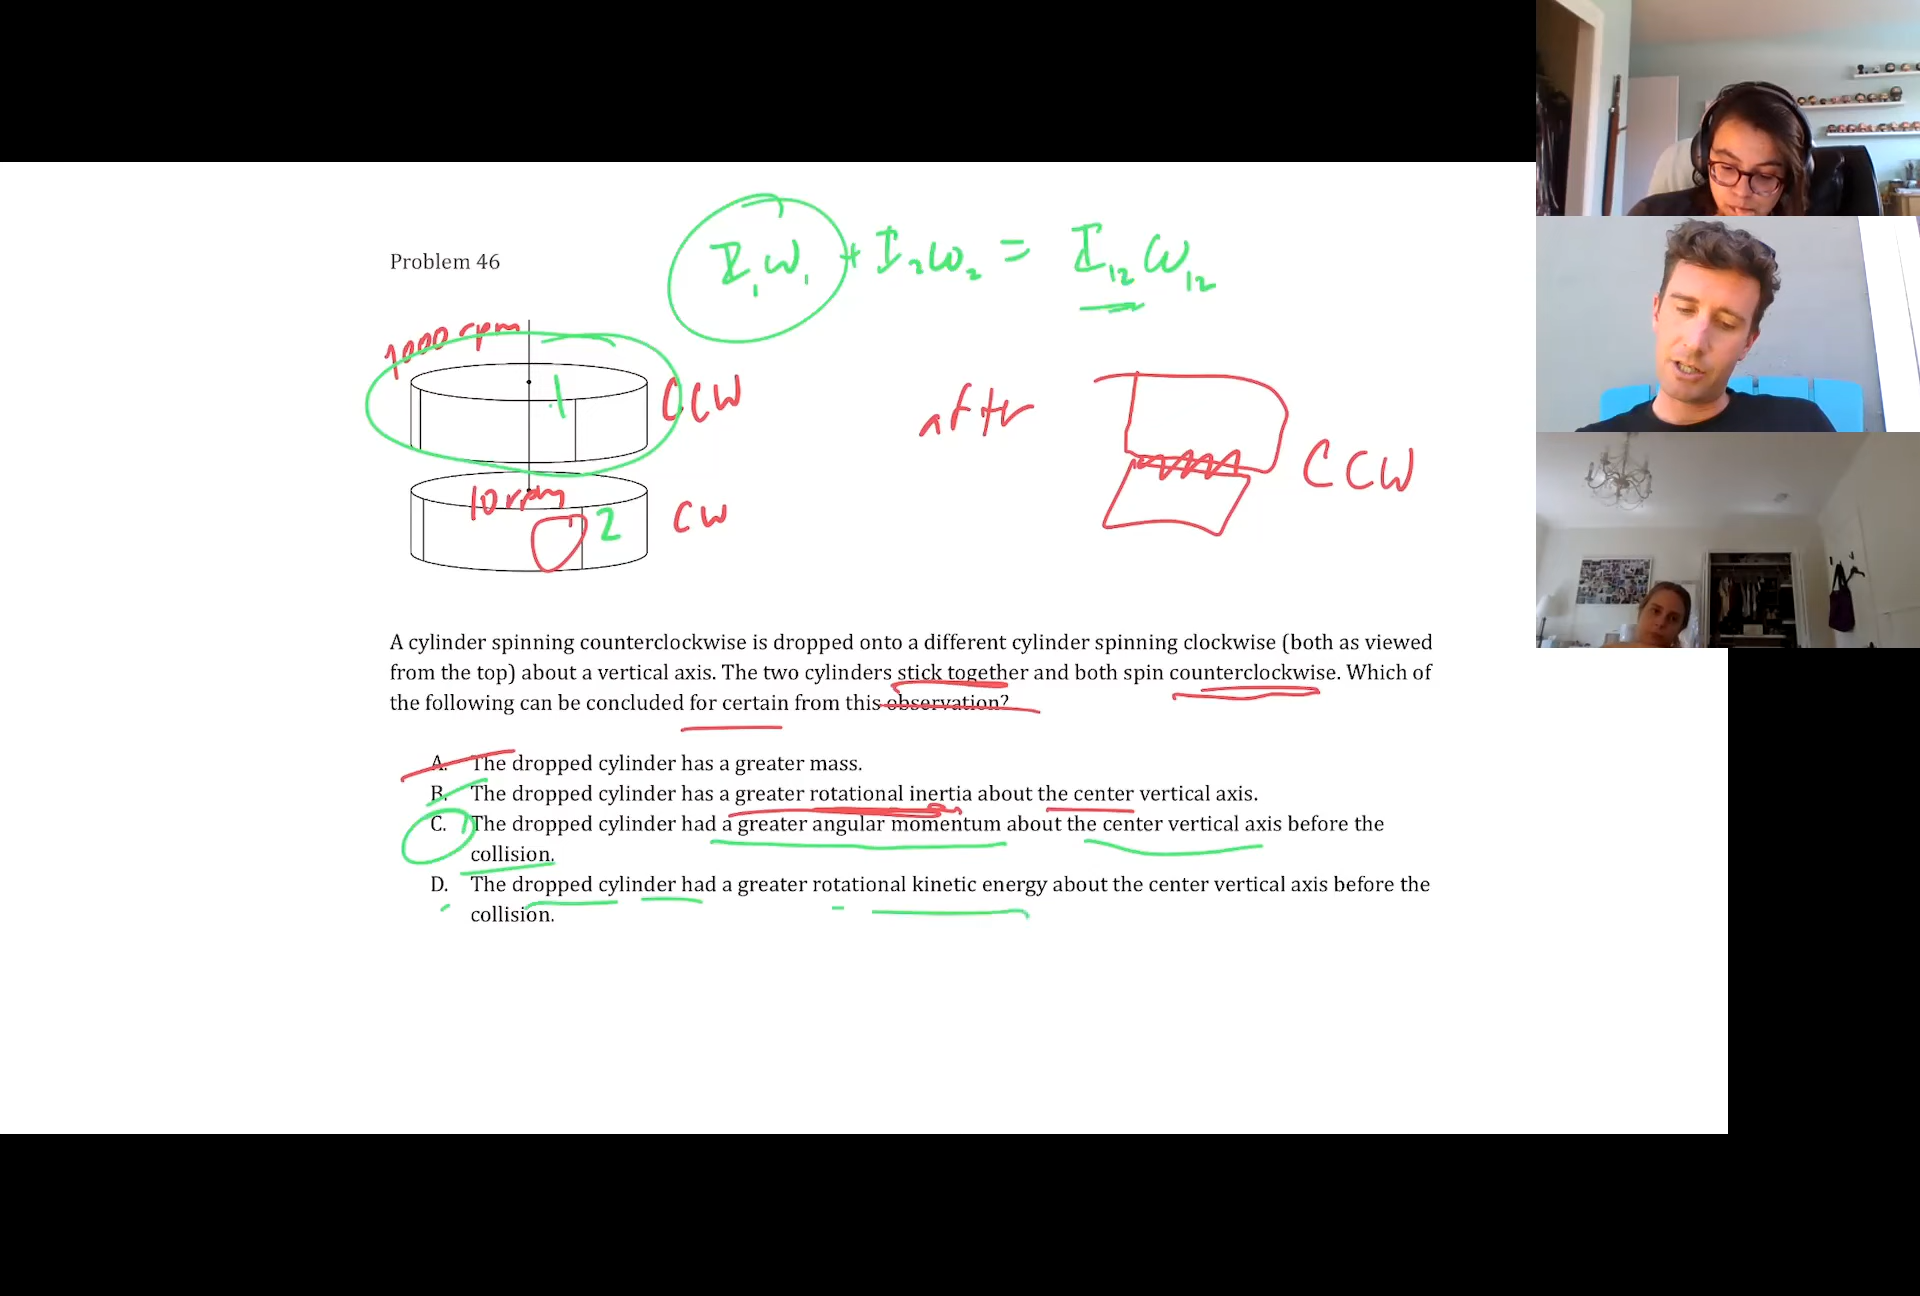 I₁ω₁ + I₂ω₂ = I₁₂ω₁₂
Problem 46
1000 rpm
1
CCW
after
CCW
10 rpm
2
CW
A cylinder spinning counterclockwise is dropped onto a different cylinder spinning clockwise (both as viewed
from the top) about a vertical axis. The two cylinders stick together and both spin counterclockwise. Which of
the following can be concluded for certain from this observation?
A. The dropped cylinder has a greater mass.
B. The dropped cylinder has a greater rotational inertia about the center vertical axis.
C. The dropped cylinder had a greater angular momentum about the center vertical axis before the
collision.
D. The dropped cylinder had a greater rotational kinetic energy about the center vertical axis before the
collision.